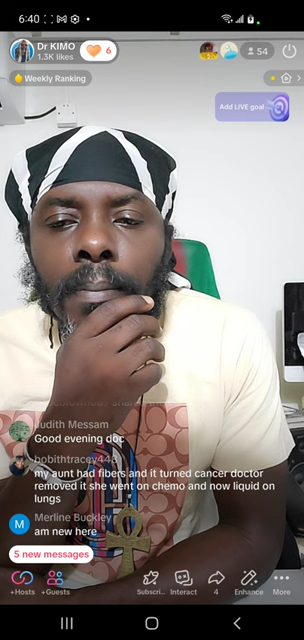 6:40
Dr KIMO
1.3K likes
6
54
Weekly Ranking
Add LIVE goal
Judith Messam
Good evening dbc
bobithtracey448
my aunt had fibers and it turned cancer doctor
removed it she went on chemo and now liquid on
lungs
M
Merline Buckley
am new here
5 new messages
+Hosts
+Guests
Subscri...
Interact
4
Enhance
More